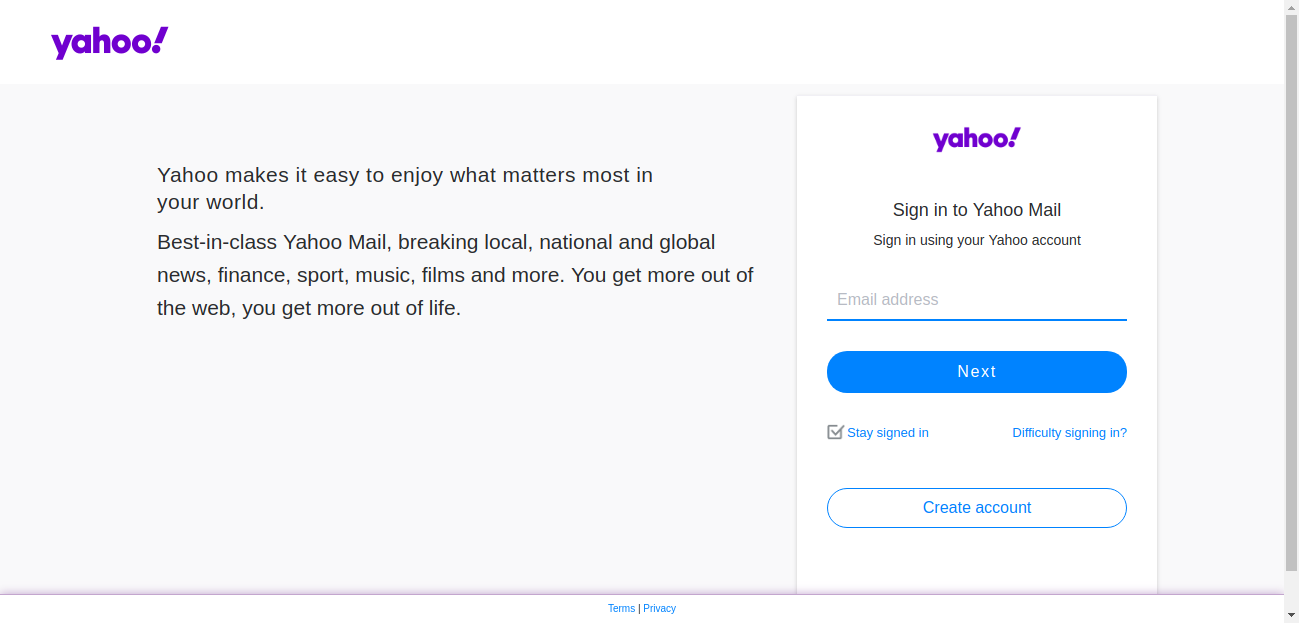 yahoo!
Yahoo makes it easy to enjoy what matters most in
your world.
Best-in-class Yahoo Mail, breaking local, national and global
news, finance, sport, music, films and more. You get more out of
the web, you get more out of life.
yahoo!
Sign in to Yahoo Mail
Sign in using your Yahoo account
Email address
Next
Stay signed in
Difficulty signing in?
Create account
Terms | Privacy